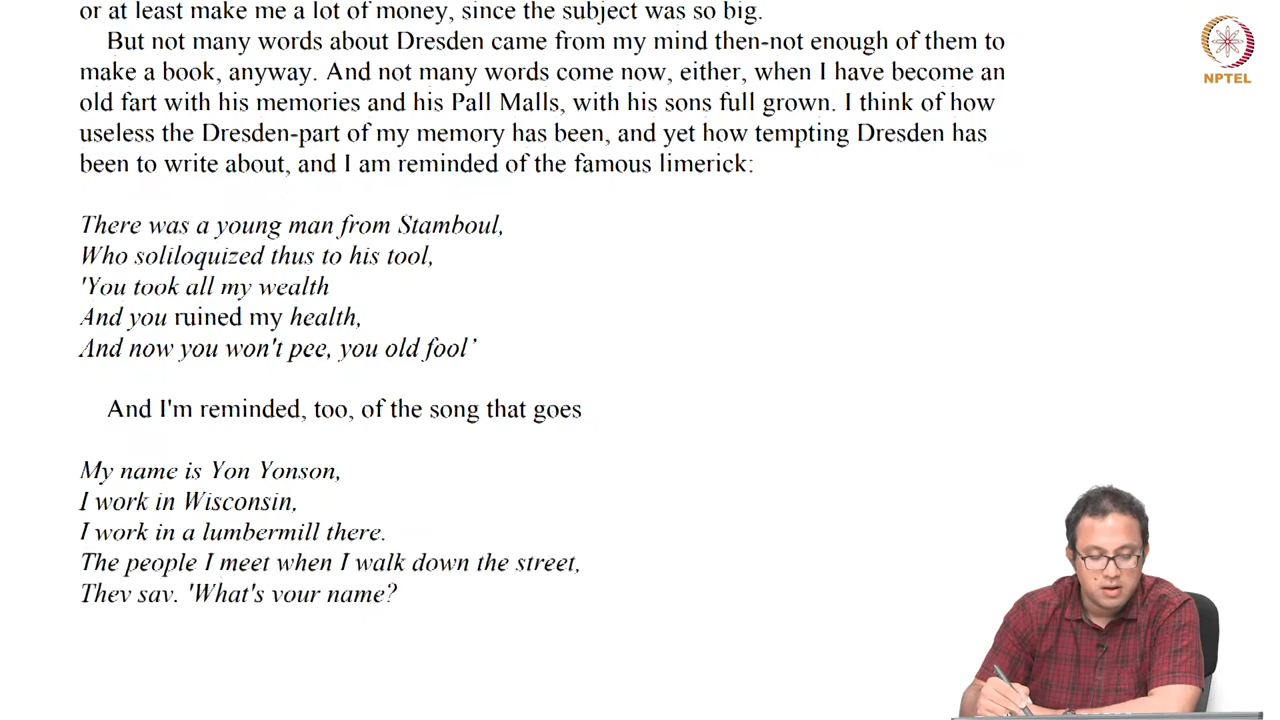 or at least make me a lot of money, since the subject was so big.
But not many words about Dresden came from my mind then-not enough of them to
make a book, anyway. And not many words come now, either, when I have become an
old fart with his memories and his Pall Malls, with his sons full grown. I think of how
useless the Dresden-part of my memory has been, and yet how tempting Dresden has
been to write about, and I am reminded of the famous limerick:
There was a young man from Stamboul,
Who soliloquized thus to his tool,
'You took all my wealth
And you ruined my health,
And now you won't pee, you old fool'
And I'm reminded, too, of the song that goes
My name is Yon Yonson,
I work in Wisconsin,
I work in a lumbermill there.
The people I meet when I walk down the street,
They say. 'What's your name?
NPTEL